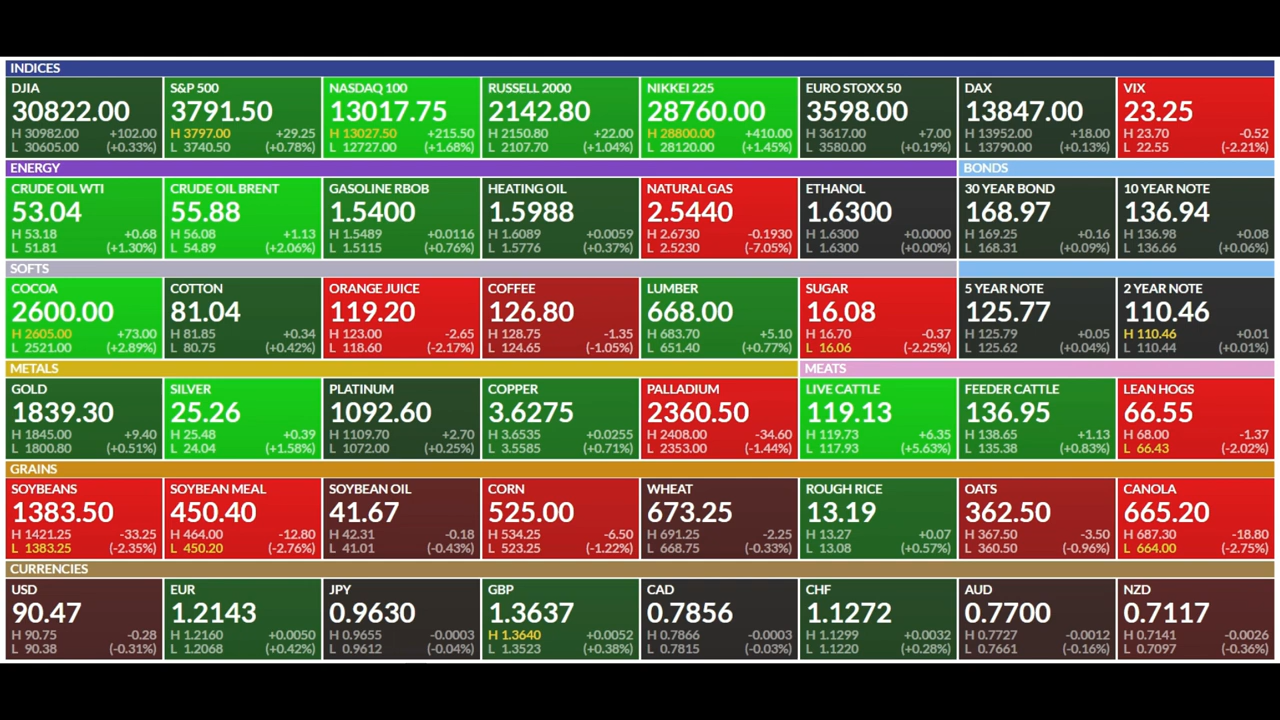 INDICES
DJIA S&P 500 NASDAQ 100 RUSSELL 2000 NIKKEI 225 EURO STOXX 50 DAX VIX
30822.00 3791.50 13017.75 2142.80 28760.00 3598.00 13847.00 23.25
H 30982.00 +102.00 H 3797.00 +29.25 H 13027.50 +215.50 H 2150.80 +22.00 H 28800.00 +410.00 H 3617.00 +7.00 H 13952.00 +18.00 H 23.70 -0.52
L 30605.00 (+0.33%) L 3740.50 (+0.78%) L 12727.00 (+1.68%) L 2107.70 (+1.04%) L 28120.00 (+1.45%) L 3580.00 (+0.19%) L 13790.00 (+0.13%) L 22.55 (-2.21%)
ENERGY BONDS
CRUDE OIL WTI CRUDE OIL BRENT GASOLINE RBOB HEATING OIL NATURAL GAS ETHANOL 30 YEAR BOND 10 YEAR NOTE
53.04 55.88 1.5400 1.5988 2.5440 1.6300 168.97 136.94
H 53.18 +0.68 H 56.08 +1.13 H 1.5489 +0.0116 H 1.6089 +0.0059 H 2.6730 -0.1930 H 1.6300 +0.0000 H 169.25 +0.16 H 136.98 +0.08
L 51.81 (+1.30%) L 54.89 (+2.06%) L 1.5115 (+0.76%) L 1.5776 (+0.37%) L 2.5230 (-7.05%) L 1.6300 (+0.00%) L 168.31 (+0.09%) L 136.66 (+0.06%)
SOFTS
COCOA COTTON ORANGE JUICE COFFEE LUMBER SUGAR 5 YEAR NOTE 2 YEAR NOTE
2600.00 81.04 119.20 126.80 668.00 16.08 125.77 110.46
H 2605.00 +73.00 H 81.85 +0.34 H 123.00 -2.65 H 128.75 -1.35 H 683.70 +5.10 H 16.70 -0.37 H 125.79 +0.05 H 110.46 +0.01
L 2521.00 (+2.89%) L 80.75 (+0.42%) L 118.60 (-2.17%) L 124.65 (-1.05%) L 651.40 (+0.77%) L 16.06 (-2.25%) L 125.62 (+0.04%) L 110.44 (+0.01%)
METALS MEATS
GOLD SILVER PLATINUM COPPER PALLADIUM LIVE CATTLE FEEDER CATTLE LEAN HOGS
1839.30 25.26 1092.60 3.6275 2360.50 119.13 136.95 66.55
H 1845.00 +9.40 H 25.48 +0.39 H 1109.70 +2.70 H 3.6535 +0.0255 H 2408.00 -34.60 H 119.73 +6.35 H 138.65 +1.13 H 68.00 -1.37
L 1800.80 (+0.51%) L 24.04 (+1.58%) L 1072.00 (+0.25%) L 3.5585 (+0.71%) L 2353.00 (-1.44%) L 117.93 (+5.63%) L 135.38 (+0.83%) L 66.43 (-2.02%)
GRAINS
SOYBEANS SOYBEAN MEAL SOYBEAN OIL CORN WHEAT ROUGH RICE OATS CANOLA
1383.50 450.40 41.67 525.00 673.25 13.19 362.50 665.20
H 1421.25 -33.25 H 464.00 -12.80 H 42.31 -0.18 H 534.25 -6.50 H 691.25 -2.25 H 13.27 +0.07 H 367.50 -3.50 H 687.30 -18.80
L 1383.25 (-2.35%) L 450.20 (-2.76%) L 41.01 (-0.43%) L 523.25 (-1.22%) L 668.75 (-0.33%) L 13.08 (+0.57%) L 360.50 (-0.96%) L 664.00 (-2.75%)
CURRENCIES
USD EUR JPY GBP CAD CHF AUD NZD
90.47 1.2143 0.9630 1.3637 0.7856 1.1272 0.7700 0.7117
H 90.75 -0.28 H 1.2160 +0.0050 H 0.9655 -0.0003 H 1.3640 +0.0052 H 0.7866 -0.0003 H 1.1299 +0.0032 H 0.7727 -0.0012 H 0.7141 -0.0026
L 90.38 (-0.31%) L 1.2068 (+0.42%) L 0.9612 (-0.04%) L 1.3523 (+0.38%) L 0.7815 (-0.03%) L 1.1220 (+0.28%) L 0.7661 (-0.16%) L 0.7097 (-0.36%)